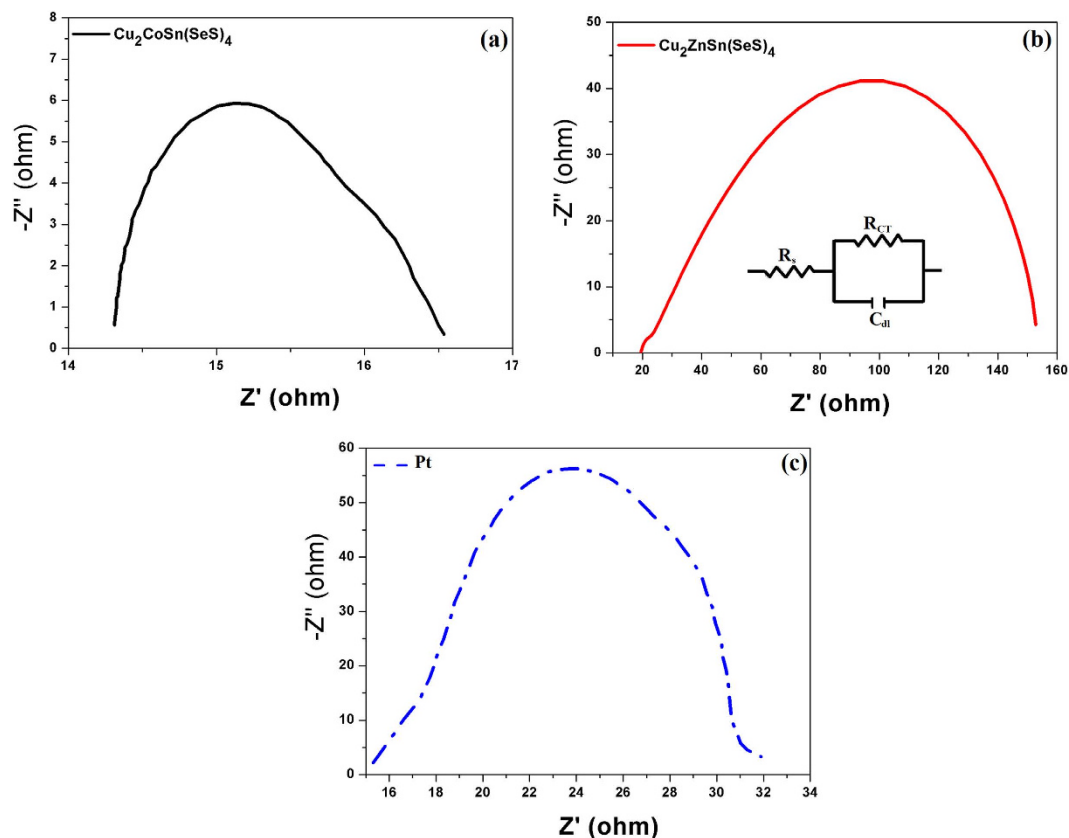 Cu2CoSn(SeS)4
(a)
8
7
6
5
4
3
2
1
0
-Z'' (ohm)
14
15
16
17
Z' (ohm)
Cu2ZnSn(SeS)4
(b)
50
40
30
20
10
0
-Z'' (ohm)
Rs
RCT
Cdl
20
40
60
80
100
120
140
160
Z' (ohm)
Pt
(c)
60
50
40
30
20
10
0
-Z'' (ohm)
16
18
20
22
24
26
28
30
32
34
Z' (ohm)